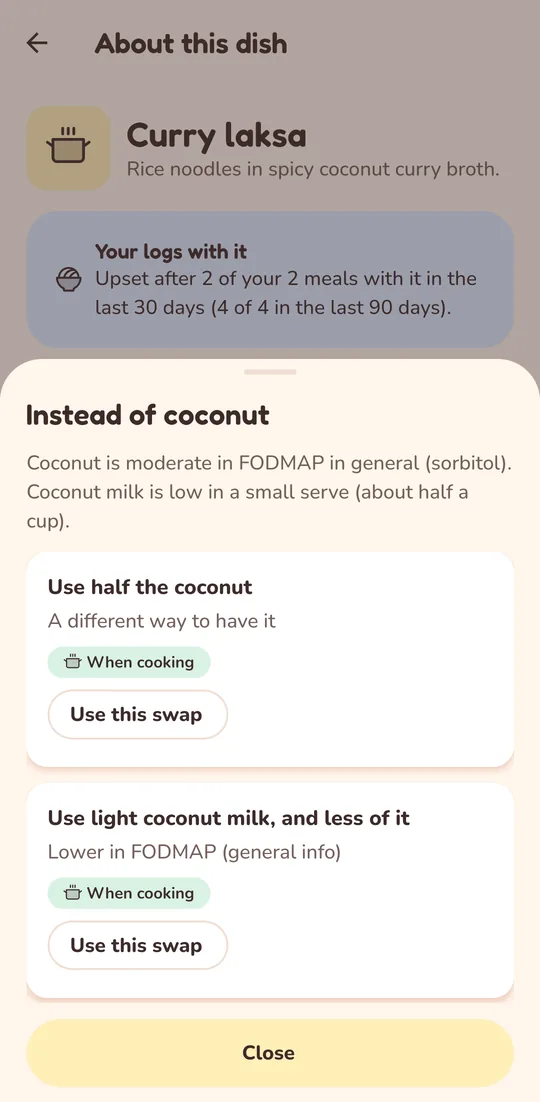 About this dish
Curry laksa
Rice noodles in spicy coconut curry broth.
Your logs with it
Upset after 2 of your 2 meals with it in the
last 30 days (4 of 4 in the last 90 days).
Instead of coconut
Coconut is moderate in FODMAP in general (sorbitol).
Coconut milk is low in a small serve (about half a
cup).
Use half the coconut
A different way to have it
When cooking
Use this swap
Use light coconut milk, and less of it
Lower in FODMAP (general info)
When cooking
Use this swap
Close